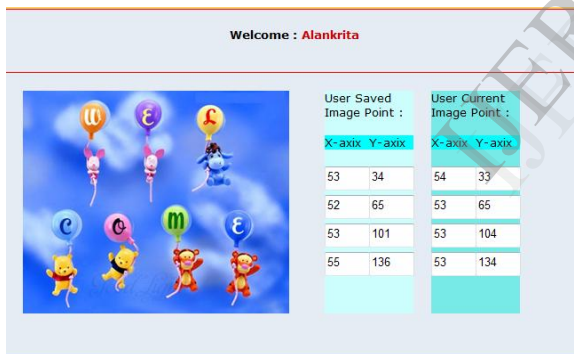 Welcome : Alankrita
W E L
C O M E
User Saved
Image Point :
X-axix Y-axix
53 34
52 65
53 101
55 136
User Current
Image Point :
X-axix Y-axix
54 33
53 65
53 104
53 134
IJER